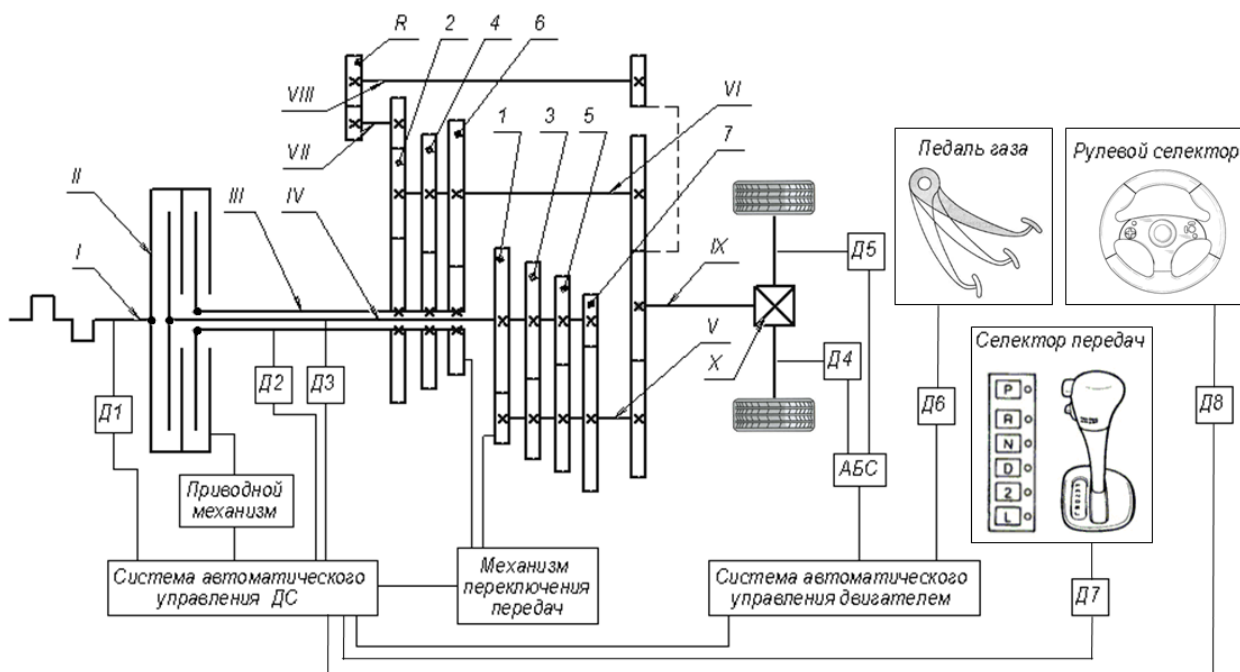 R
2
4
6
VIII
VII
1
3
5
VI
7
II
I
III
IV
IX
V
X
Д1
Д2
Д3
Д5
Д4
АБС
Педаль газа
Рулевой селектор
Д6
Селектор передач
P
R
N
D
2
L
Д8
Д7
Приводной
механизм
Система автоматического
управления ДС
Механизм
переключения
передач
Система автоматического
управления двигателем